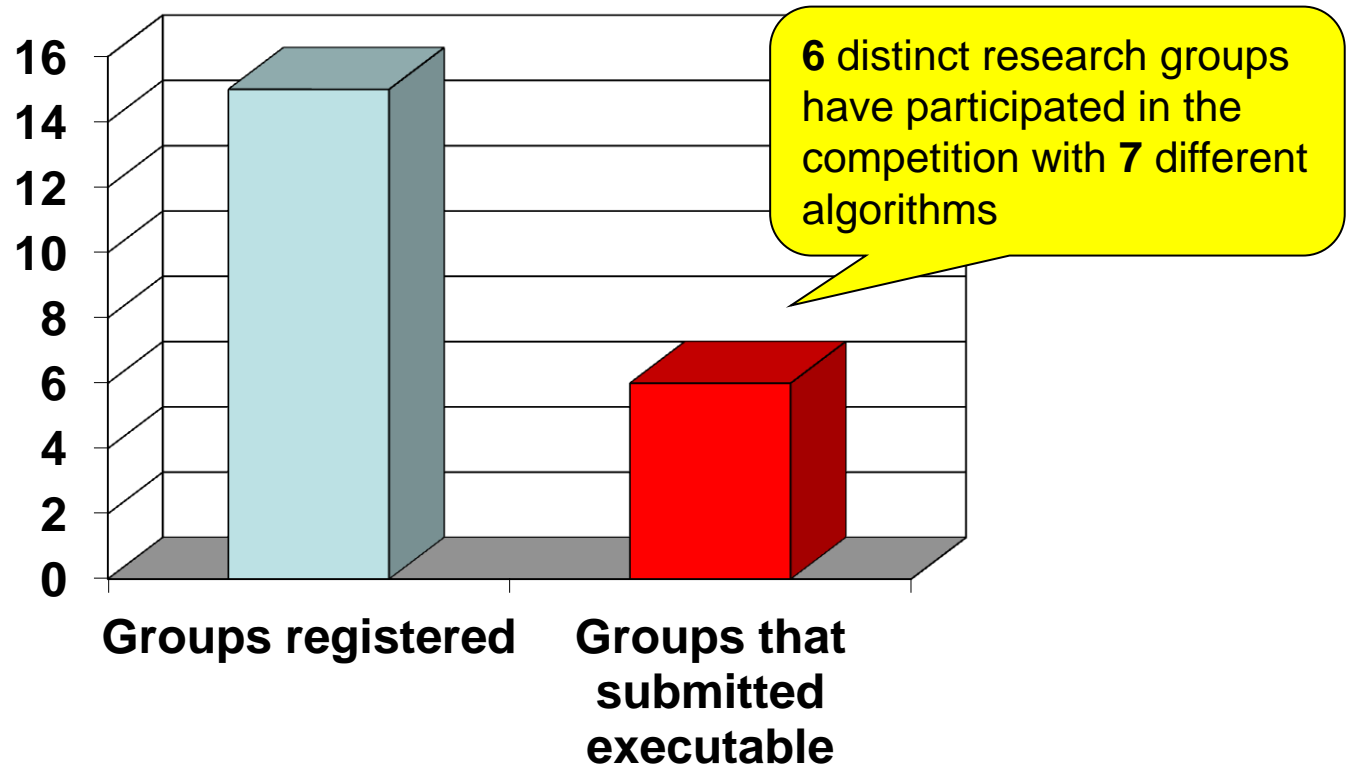 16
14
12
10
8
6
4
2
0
6 distinct research groups
have participated in the
competition with 7 different
algorithms
Groups registered
Groups that
submitted
executable